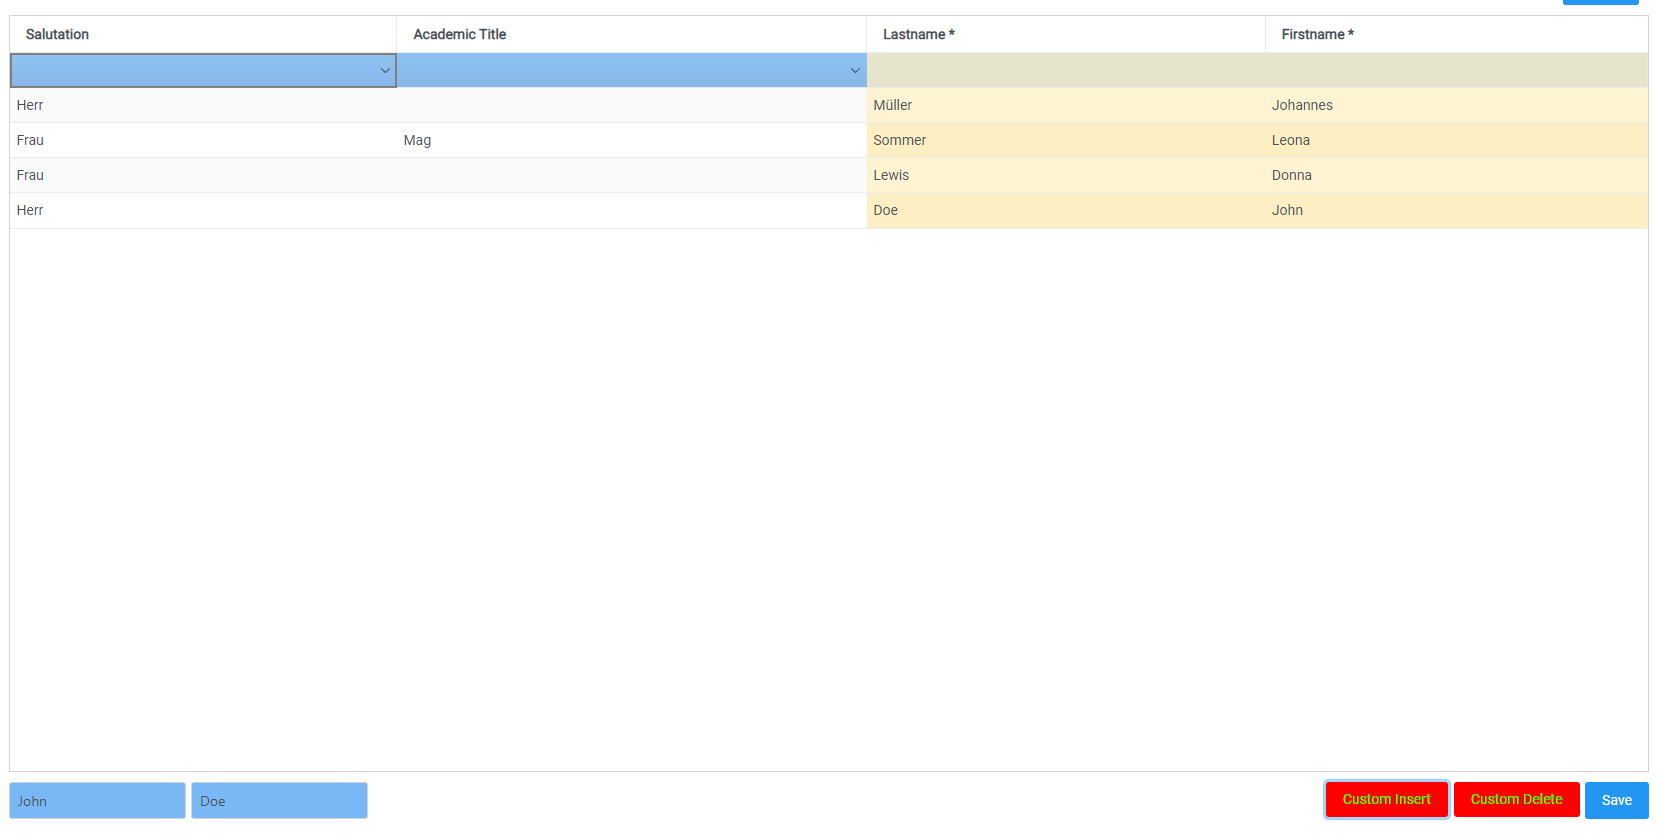 Salutation Academic Title Lastname * Firstname *
Herr Müller Johannes
Frau Mag Sommer Leona
Frau Lewis Donna
Herr Doe John
John Doe Custom Insert Custom Delete Save